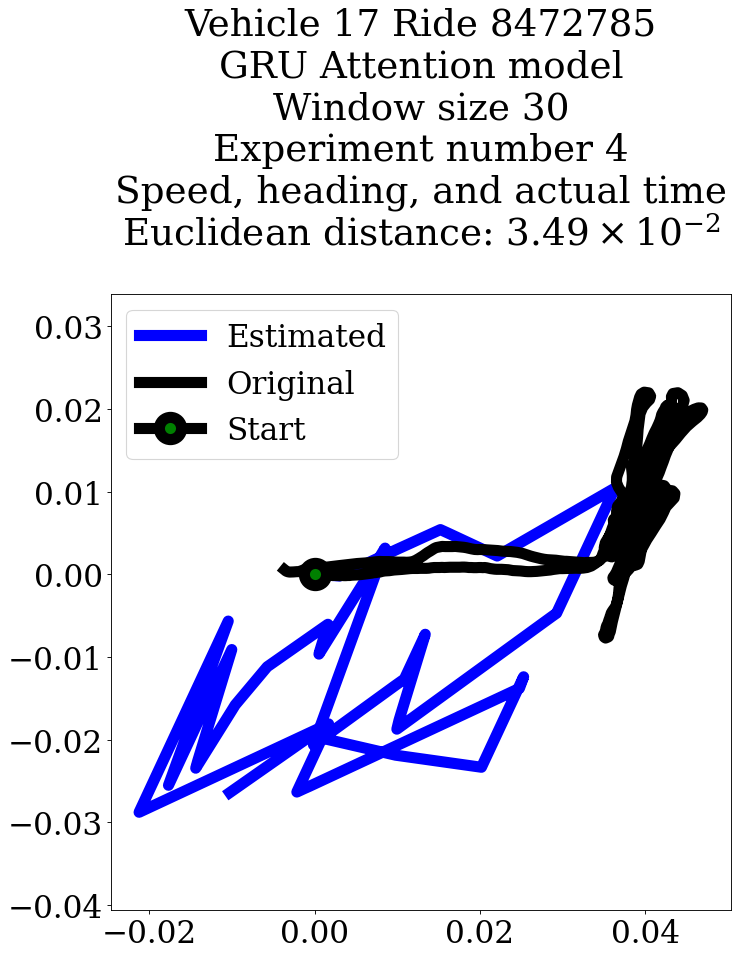 Vehicle 17 Ride 8472785
GRU Attention model
Window size 30
Experiment number 4
Speed, heading, and actual time
Euclidean distance: 3.49 × 10⁻²
Estimated
Original
Start
0.03
0.02
0.01
0.00
−0.01
−0.02
−0.03
−0.04
−0.02
0.00
0.02
0.04